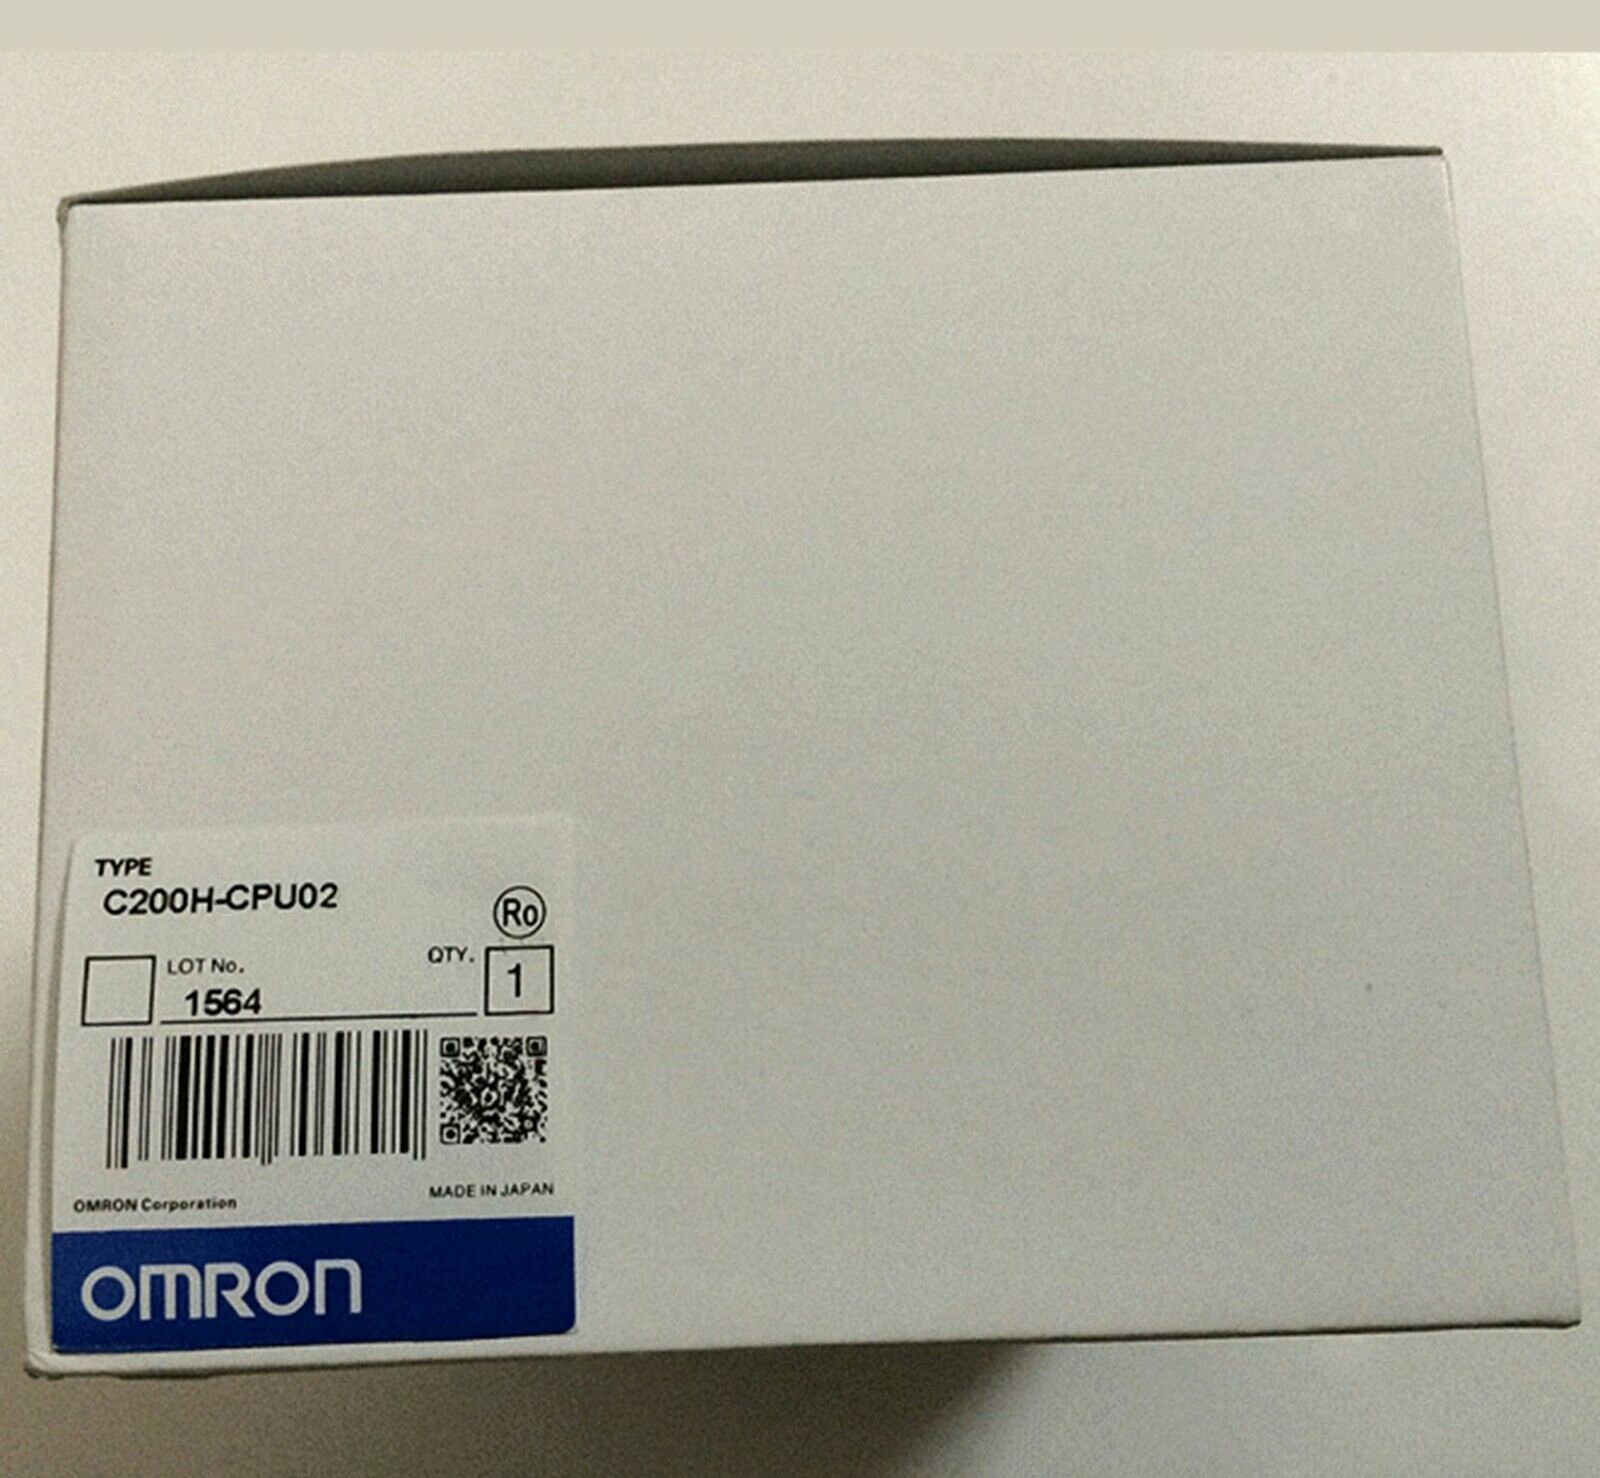 TYPE
C200H-CPU02
Ro
LOT No.
QTY.
1564
1
OMRON Corporation
MADE IN JAPAN
OMRON